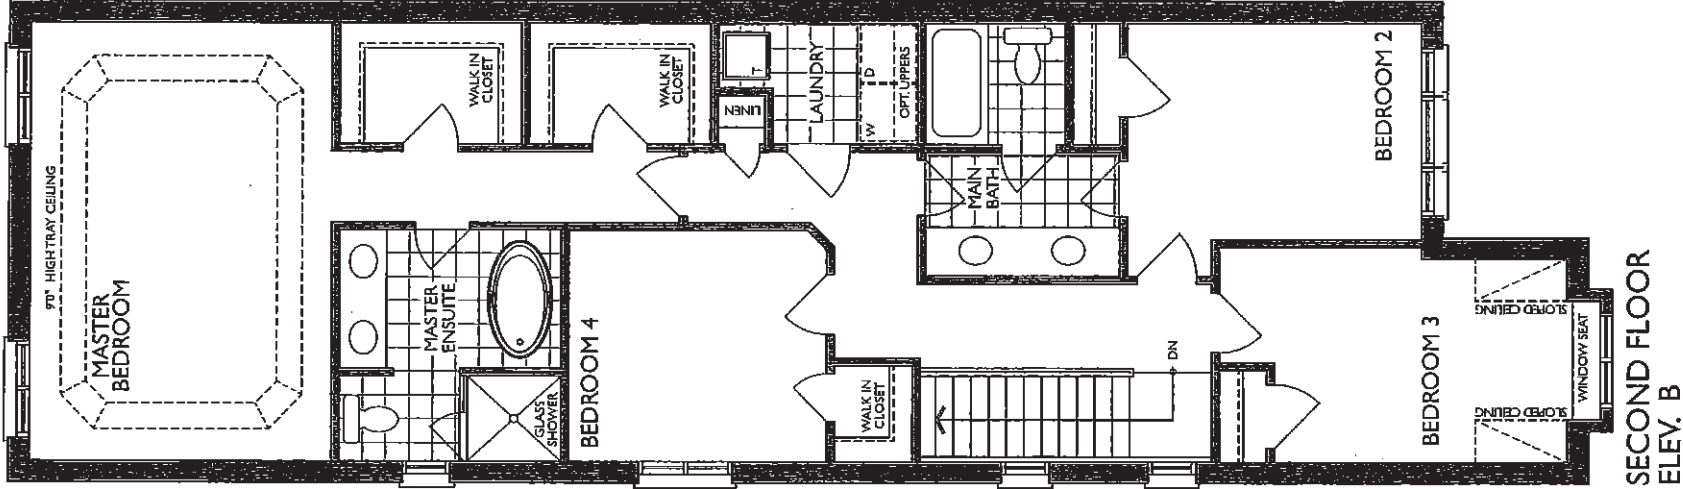 9'0" HIGH TRAY CEILING
MASTER
BEDROOM
WALK IN
CLOSET
WALK IN
CLOSET
LINEN
LAUNDRY
W
D
OPT. UPPERS
MAIN
BATH
BEDROOM 2
MASTER
ENSUITE
GLASS
SHOWER
BEDROOM 4
WALK IN
CLOSET
DN
BEDROOM 3
SLOPED CEILING
SLOPED CEILING
WINDOW SEAT
SECOND FLOOR
ELEV. B